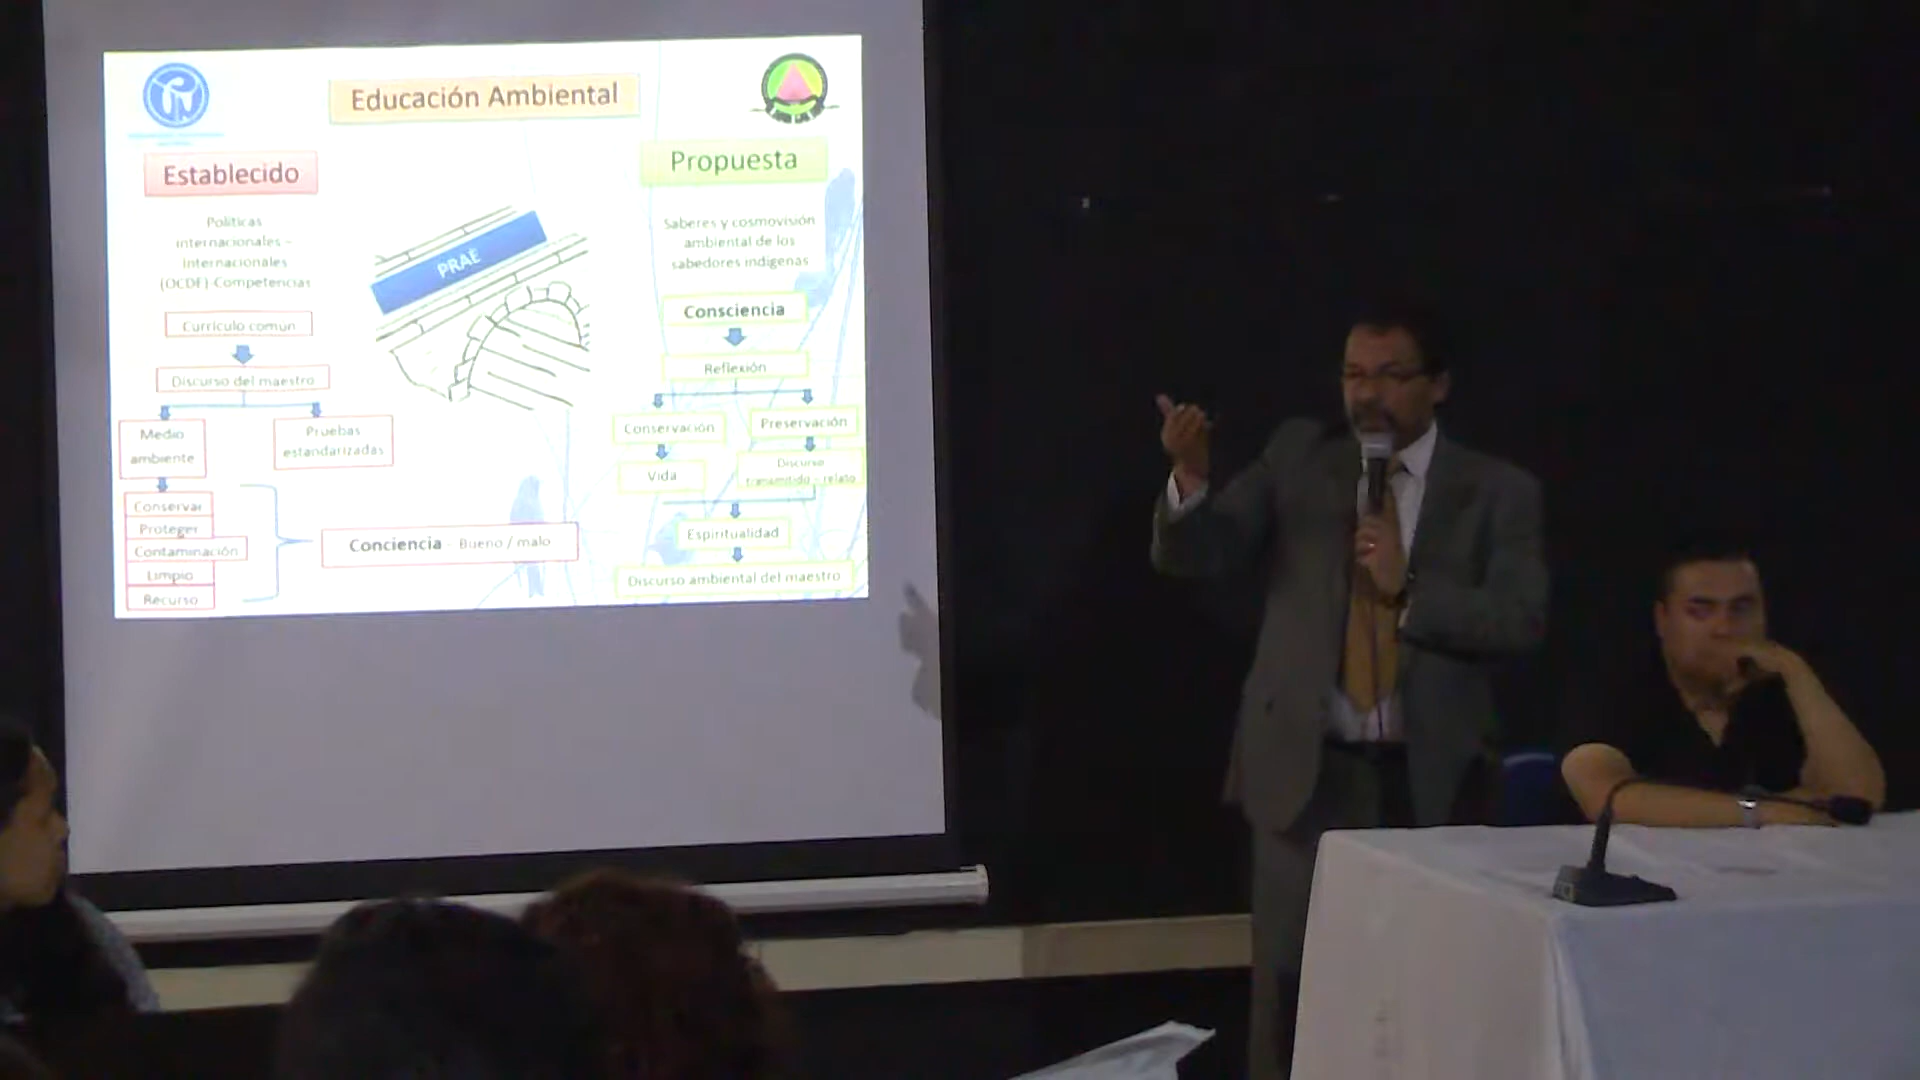 Educación Ambiental
Establecido
Políticas
internacionales –
Internacionales
(OCDE) Competencias
Currículo común
Discurso del maestro
Medio
ambiente
Pruebas
estandarizadas
Conservar
Proteger
Contaminación
Limpio
Recurso
Conciencia - Bueno / malo
PRAE
Propuesta
Saberes y cosmovisión
ambiental de los
sabedores indígenas
Consciencia
Reflexión
Conservación
Preservación
Vida
Discurso
transmitido – relato
Espiritualidad
Discurso ambiental del maestro